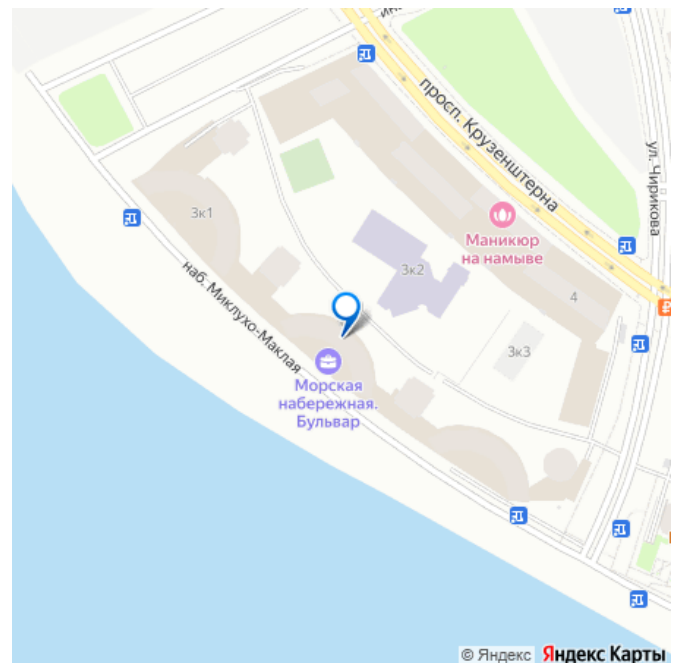 просп. Крузенштерна
ул. Чирикова
3к1
Маникюр
на намыве
3к2
4
наб. Миклухо-Маклая
3к3
Морская
набережная.
Бульвар
© Яндекс Яндекс Карты